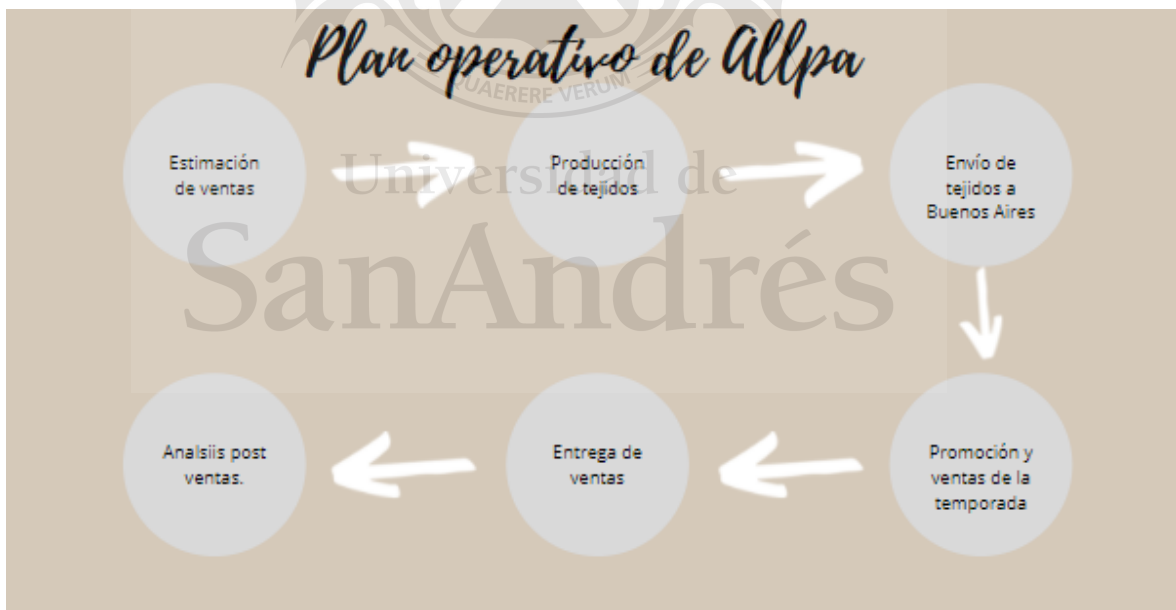 Plan operativo de Allpa
QUAERERE VERUM
Estimación
de ventas
Producción
de tejidos
Envío de
tejidos a
Buenos Aires
Universidad de
SanAndrés
Promoción y
ventas de la
temporada
Entrega de
ventas
Analsiis post
ventas.